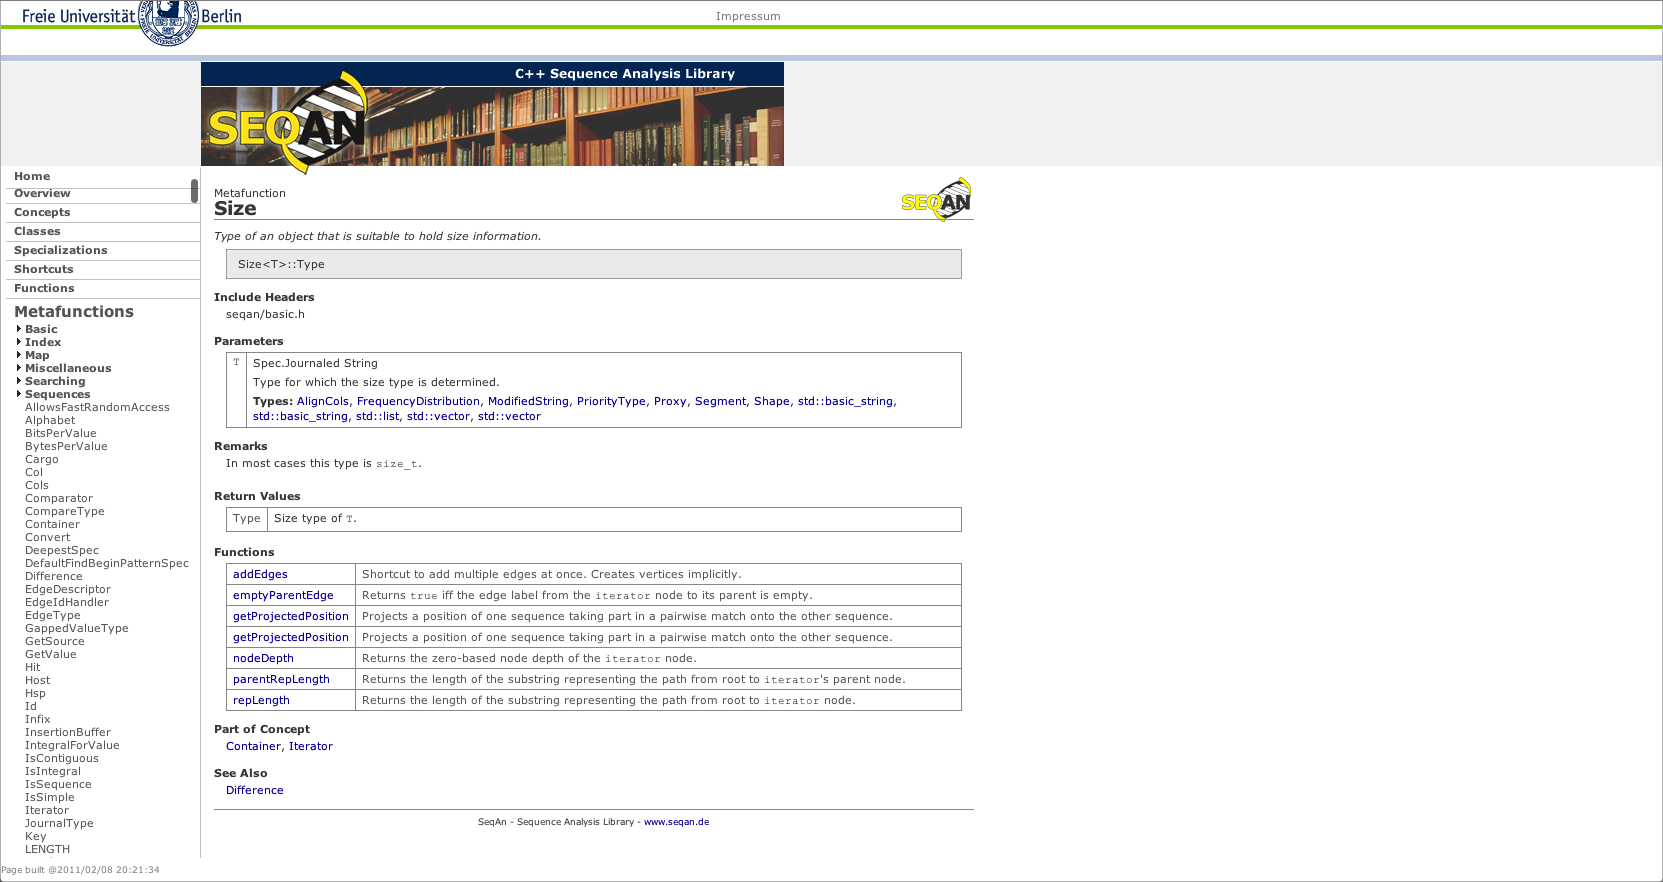 Freie Universität Berlin
Impressum
C++ Sequence Analysis Library
SEQAN
Home
Overview
Concepts
Classes
Specializations
Shortcuts
Functions
Metafunctions
Basic
Index
Map
Miscellaneous
Searching
Sequences
AllowsFastRandomAccess
Alphabet
BitsPerValue
BytesPerValue
Cargo
Col
Cols
Comparator
CompareType
Container
Convert
DeepestSpec
DefaultFindBeginPatternSpec
Difference
EdgeDescriptor
EdgeIdHandler
EdgeType
GappedValueType
GetSource
GetValue
Hit
Host
Hsp
Id
Infix
InsertionBuffer
IntegralForValue
IsContiguous
IsIntegral
IsSequence
IsSimple
Iterator
JournalType
Key
LENGTH
Metafunction
Size
SEQAN
Type of an object that is suitable to hold size information.
Size<T>::Type
Include Headers
seqan/basic.h
Parameters
T Spec.Journaled String
Type for which the size type is determined.
Types: AlignCols, FrequencyDistribution, ModifiedString, PriorityType, Proxy, Segment, Shape, std::basic_string,
std::basic_string, std::list, std::vector, std::vector
Remarks
In most cases this type is size_t.
Return Values
Type Size type of T.
Functions
addEdges Shortcut to add multiple edges at once. Creates vertices implicitly.
emptyParentEdge Returns true iff the edge label from the iterator node to its parent is empty.
getProjectedPosition Projects a position of one sequence taking part in a pairwise match onto the other sequence.
getProjectedPosition Projects a position of one sequence taking part in a pairwise match onto the other sequence.
nodeDepth Returns the zero-based node depth of the iterator node.
parentRepLength Returns the length of the substring representing the path from root to iterator's parent node.
repLength Returns the length of the substring representing the path from root to iterator node.
Part of Concept
Container, Iterator
See Also
Difference
SeqAn - Sequence Analysis Library - www.seqan.de
Page built @2011/02/08 20:21:34